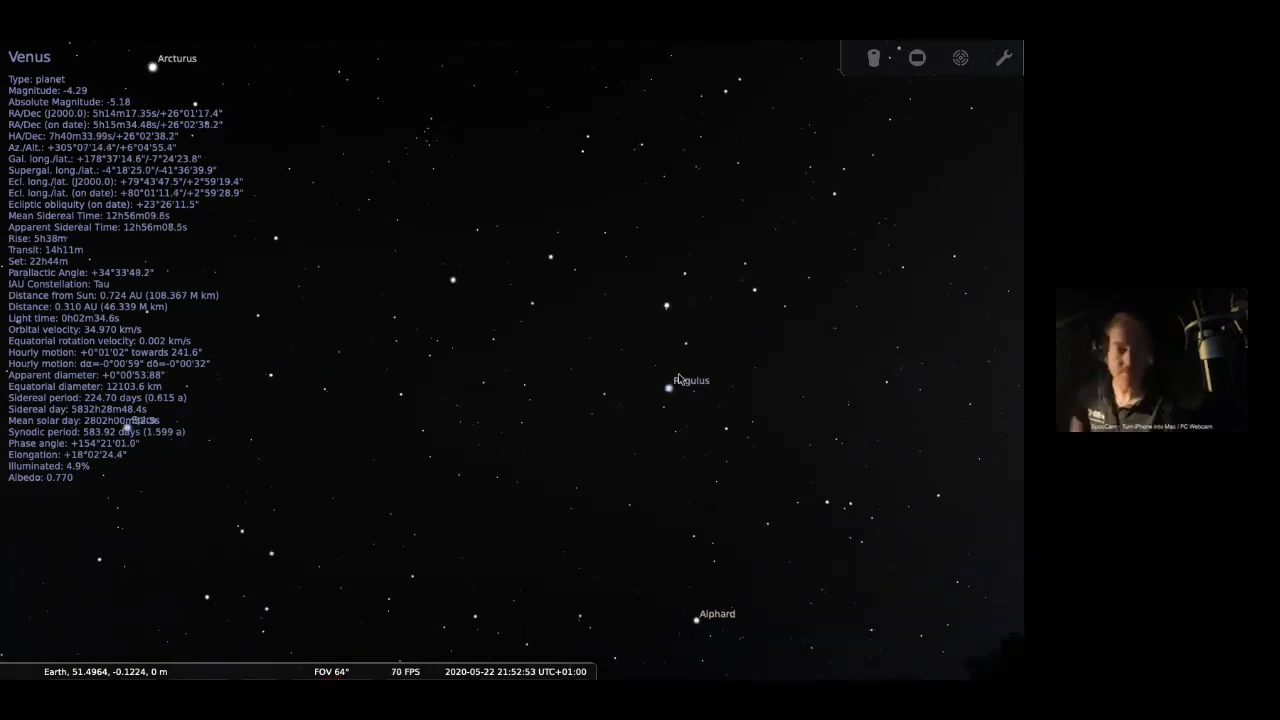 Venus
Type: planet
Magnitude: -4.29
Absolute Magnitude: -5.18
RA/Dec (J2000.0): 5h14m17.35s/+26°01'17.4"
RA/Dec (on date): 5h15m34.48s/+26°02'38.2"
HA/Dec: 7h40m33.99s/+26°02'38.2"
Az./Alt.: +305°07'14.4"/+6°04'55.4"
Gal. long./lat.: +178°37'14.6"/-7°24'23.8"
Supergal. long./lat.: -4°18'25.0"/-41°36'39.9"
Ecl. long./lat. (J2000.0): +79°43'47.5"/+2°59'19.4"
Ecl. long./lat. (on date): +80°01'11.4"/+2°59'28.9"
Ecliptic obliquity (on date): +23°26'11.5"
Mean Sidereal Time: 12h56m09.6s
Apparent Sidereal Time: 12h56m08.5s
Rise: 5h38m
Transit: 14h11m
Set: 22h44m
Parallactic Angle: +34°33'48.2"
IAU Constellation: Tau
Distance from Sun: 0.724 AU (108.367 M km)
Distance: 0.310 AU (46.339 M km)
Light time: 0h02m34.6s
Orbital velocity: 34.970 km/s
Equatorial rotation velocity: 0.002 km/s
Hourly motion: +0°01'02" towards 241.6°
Hourly motion: dα=-0°00'59" dδ=-0°00'32"
Apparent diameter: +0°00'53.88"
Equatorial diameter: 12103.6 km
Sidereal period: 224.70 days (0.615 a)
Sidereal day: 5832h28m48.4s
Mean solar day: 2802h00m
Synodic period: 583.92 days (1.599 a)
Phase angle: +154°21'01.0"
Elongation: +18°02'24.4"
Illuminated: 4.9%
Albedo: 0.770
Arcturus
Regulus
Alphard
Earth, 51.4964, -0.1224, 0 m
FOV 64°
70 FPS
2020-05-22 21:52:53 UTC+01:00
EpocCam - Turn iPhone into Mac / PC Webcam